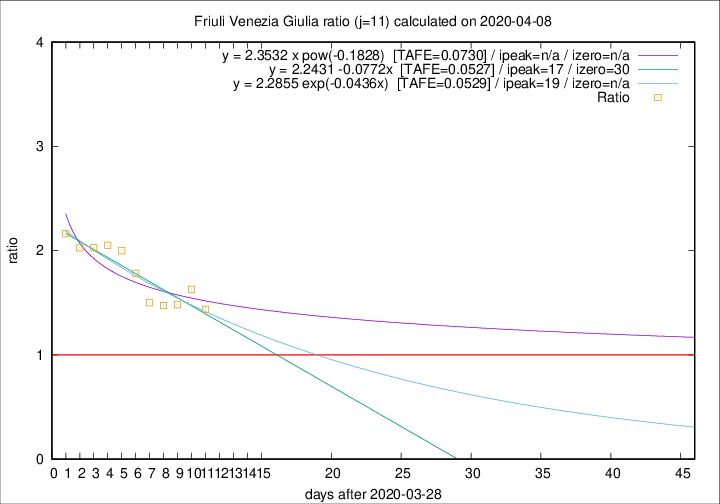 Friuli Venezia Giulia ratio (j=11) calculated on 2020-04-08
y = 2.3532 x pow(-0.1828)  [TAFE=0.0730] / ipeak=n/a / izero=n/a
y = 2.2431 -0.0772x  [TAFE=0.0527] / ipeak=17 / izero=30
y = 2.2855 exp(-0.0436x)  [TAFE=0.0529] / ipeak=19 / izero=n/a
Ratio
4
3
2
1
0
ratio
0 1 2 3 4 5 6 7 8 9 10 11 12 13 14 15 20 25 30 35 40 45
days after 2020-03-28